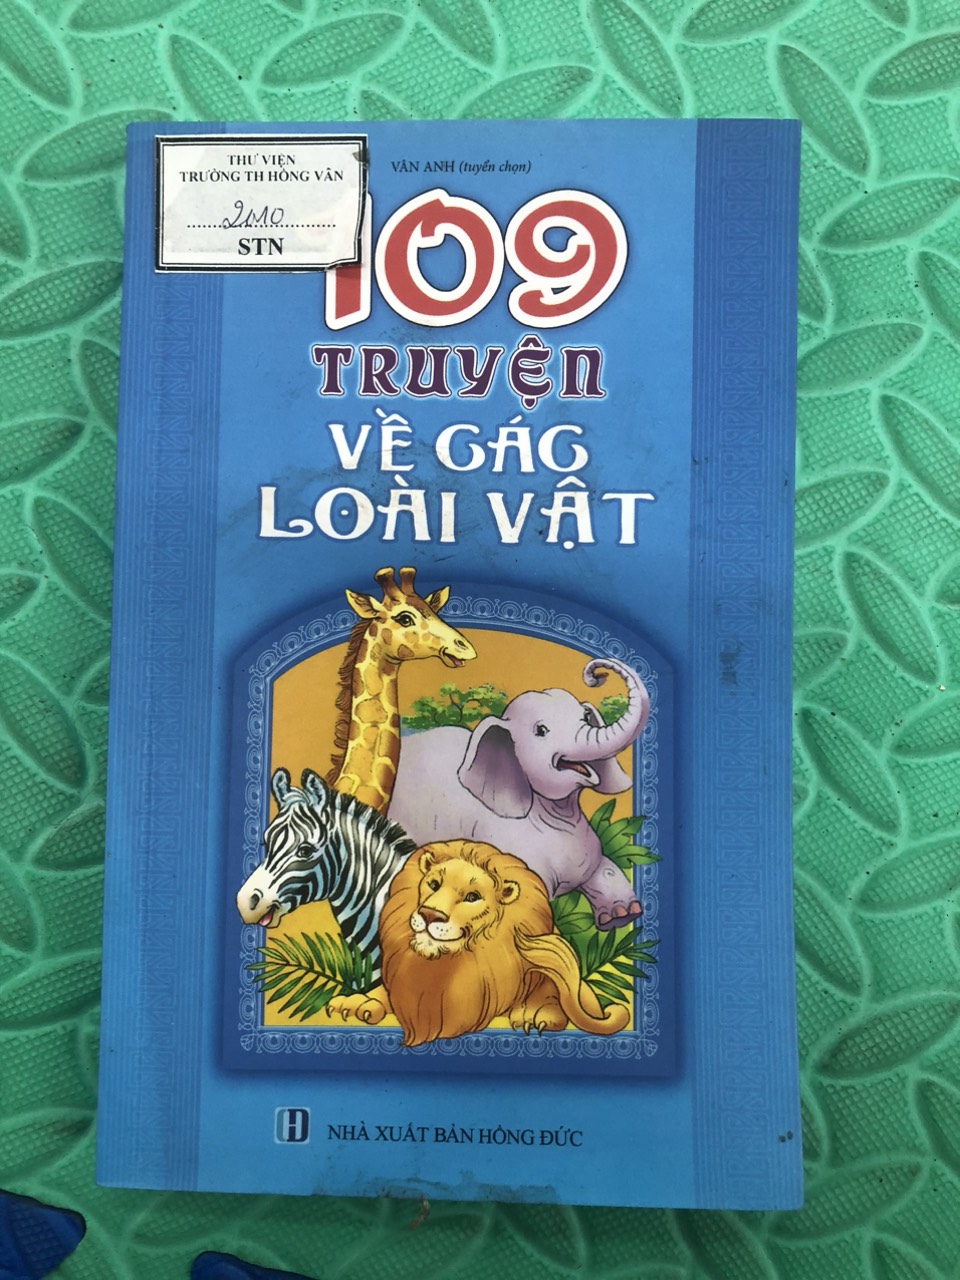 THƯ VIỆN
TRƯỜNG TH HỒNG VÂN
2010
STN
VÂN ANH (tuyển chọn)
109
TRUYỆN
VỀ CÁC
LOÀI VẬT
NHÀ XUẤT BẢN HỒNG ĐỨC